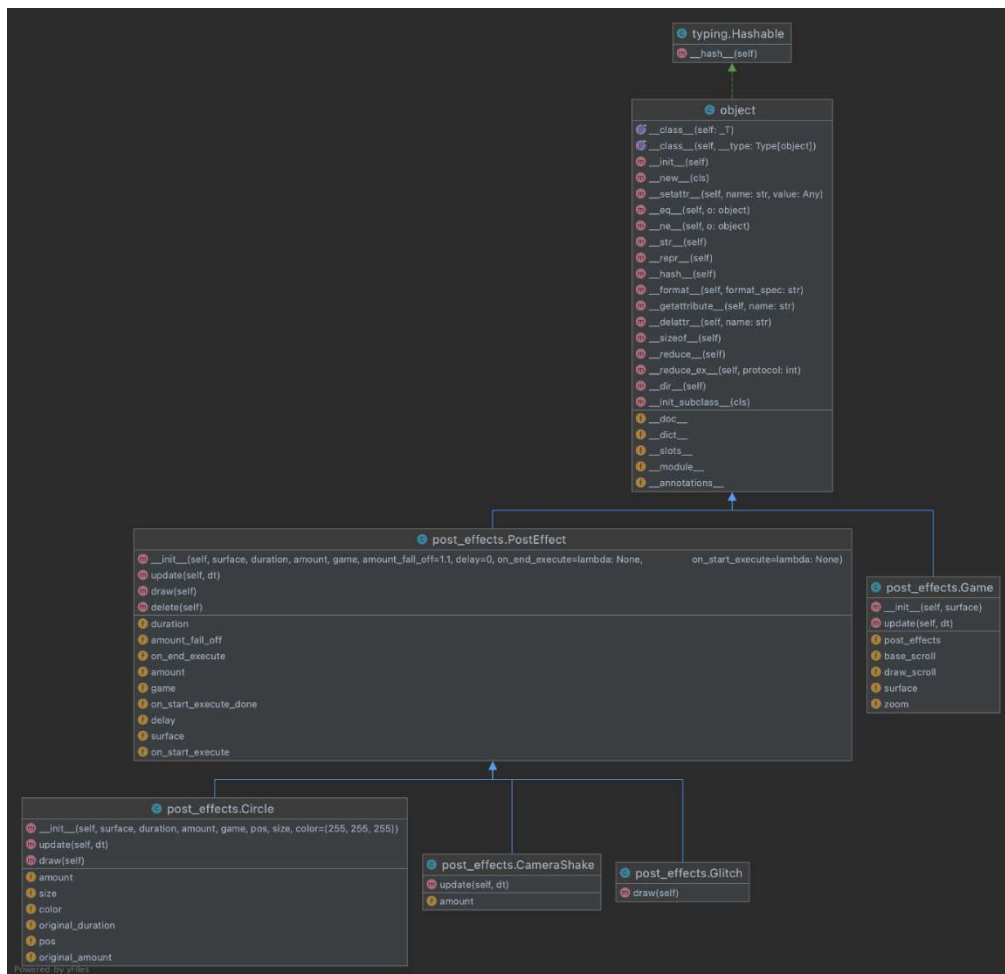 typing.Hashable
__hash__(self)
object
__class__(self: _T)
__class__(self, __type: Type[object])
__init__(self)
__new__(cls)
__setattr__(self, name: str, value: Any)
__eq__(self, o: object)
__ne__(self, o: object)
__str__(self)
__repr__(self)
__hash__(self)
__format__(self, format_spec: str)
__getattribute__(self, name: str)
__delattr__(self, name: str)
__sizeof__(self)
__reduce__(self)
__reduce_ex__(self, protocol: int)
__dir__(self)
__init_subclass__(cls)
__doc__
__dict__
__slots__
__module__
__annotations__
post_effects.PostEffect
__init__(self, surface, duration, amount, game, amount_fall_off=1.1, delay=0, on_end_execute=lambda: None, on_start_execute=lambda: None)
update(self, dt)
draw(self)
delete(self)
duration
amount_fall_off
on_end_execute
amount
game
on_start_execute_done
delay
surface
on_start_execute
post_effects.Game
__init__(self, surface)
update(self, dt)
post_effects
base_scroll
draw_scroll
surface
zoom
post_effects.Circle
__init__(self, surface, duration, amount, game, pos, size, color=(255, 255, 255))
update(self, dt)
draw(self)
amount
size
color
original_duration
pos
original_amount
post_effects.CameraShake
update(self, dt)
amount
post_effects.Glitch
draw(self)
Powered by yFiles